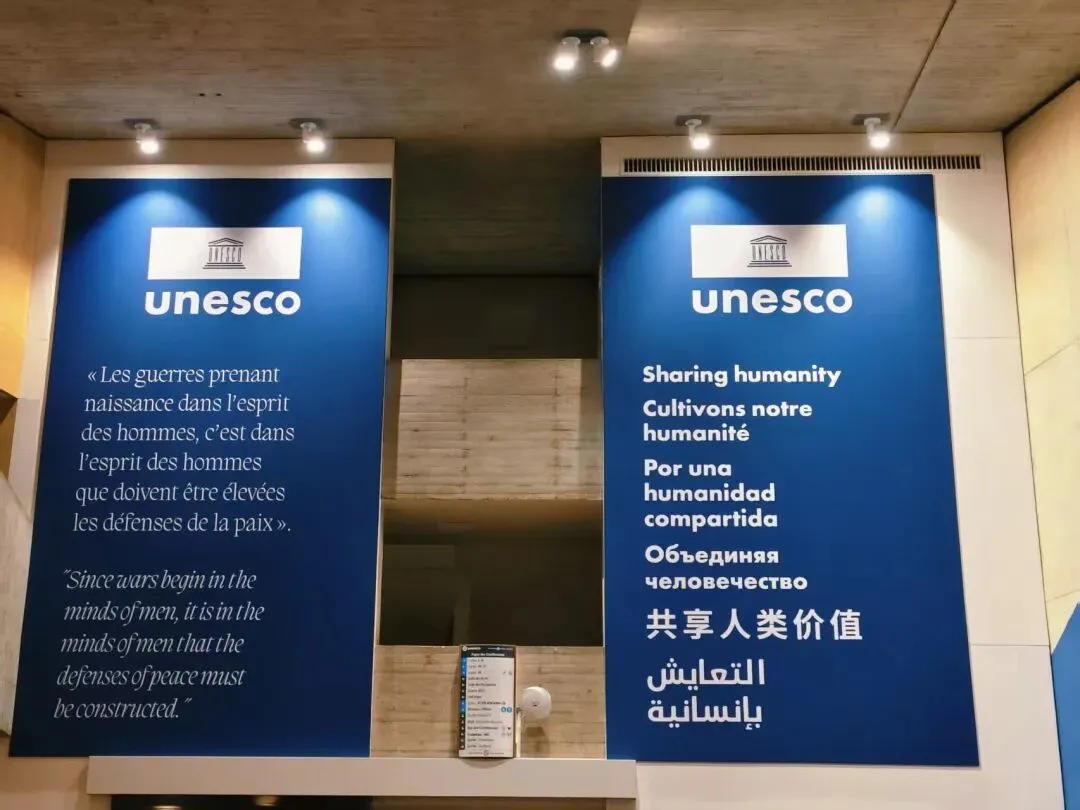 UNESCO
unesco
« Les guerres prenant
naissance dans l'esprit
des hommes, c'est dans
l'esprit des hommes
que doivent être élevées
les défenses de la paix ».
"Since wars begin in the
minds of men, it is in the
minds of men that the
defenses of peace must
be constructed."
UNESCO
unesco
Sharing humanity
Cultivons notre
humanité
Por una
humanidad
compartida
Объединяя
человечество
共享人类价值
التعايش
بإنسانية